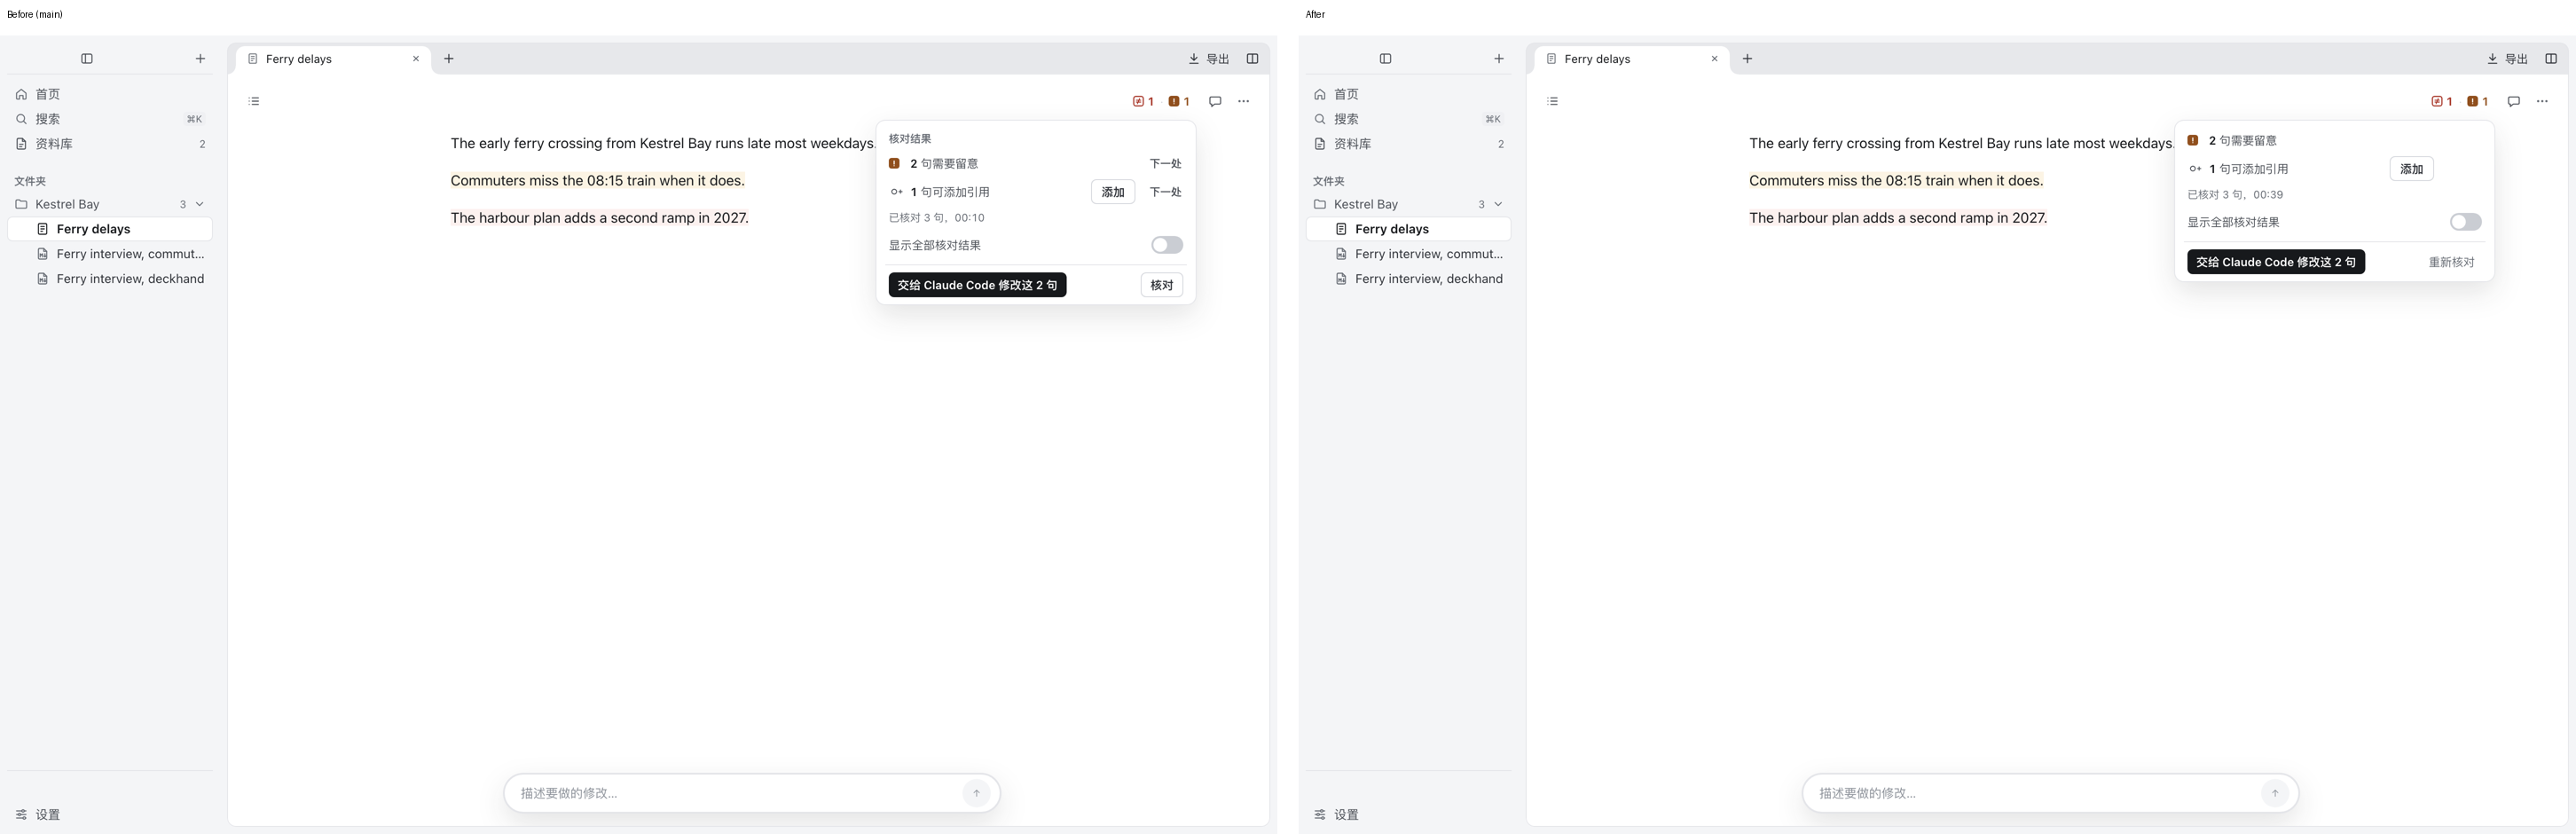 Before (main)
Ferry delays
导出
首页
搜索 ⌘K
资料库 2
文件夹
Kestrel Bay 3
Ferry delays
Ferry interview, commut...
Ferry interview, deckhand
设置
1 1
The early ferry crossing from Kestrel Bay runs late most weekdays.
Commuters miss the 08:15 train when it does.
The harbour plan adds a second ramp in 2027.
核对结果
2 句需要留意 下一处
1 句可添加引用 添加 下一处
已核对 3 句，00:10
显示全部核对结果
交给 Claude Code 修改这 2 句 核对
描述要做的修改...
After
Ferry delays
导出
首页
搜索 ⌘K
资料库 2
文件夹
Kestrel Bay 3
Ferry delays
Ferry interview, commut...
Ferry interview, deckhand
设置
1 1
The early ferry crossing from Kestrel Bay runs late most weekdays.
Commuters miss the 08:15 train when it does.
The harbour plan adds a second ramp in 2027.
2 句需要留意
1 句可添加引用 添加
已核对 3 句，00:39
显示全部核对结果
交给 Claude Code 修改这 2 句 重新核对
描述要做的修改...